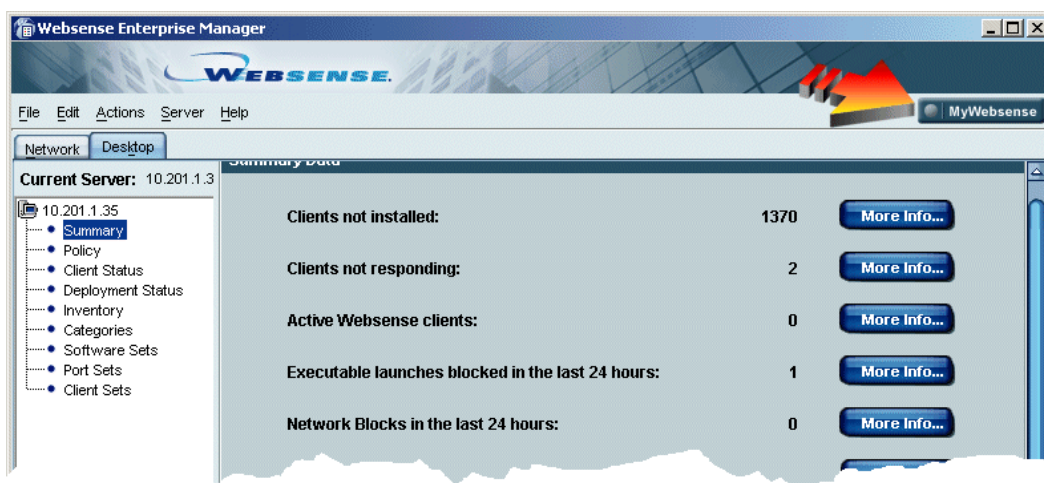 Websense Enterprise Manager
WEBSENSE.
File Edit Actions Server Help
MyWebsense
Network Desktop
Current Server: 10.201.1.3
Summary Data
10.201.1.35
Summary
Policy
Client Status
Deployment Status
Inventory
Categories
Software Sets
Port Sets
Client Sets
Clients not installed: 1370 More Info...
Clients not responding: 2 More Info...
Active Websense clients: 0 More Info...
Executable launches blocked in the last 24 hours: 1 More Info...
Network Blocks in the last 24 hours: 0 More Info...